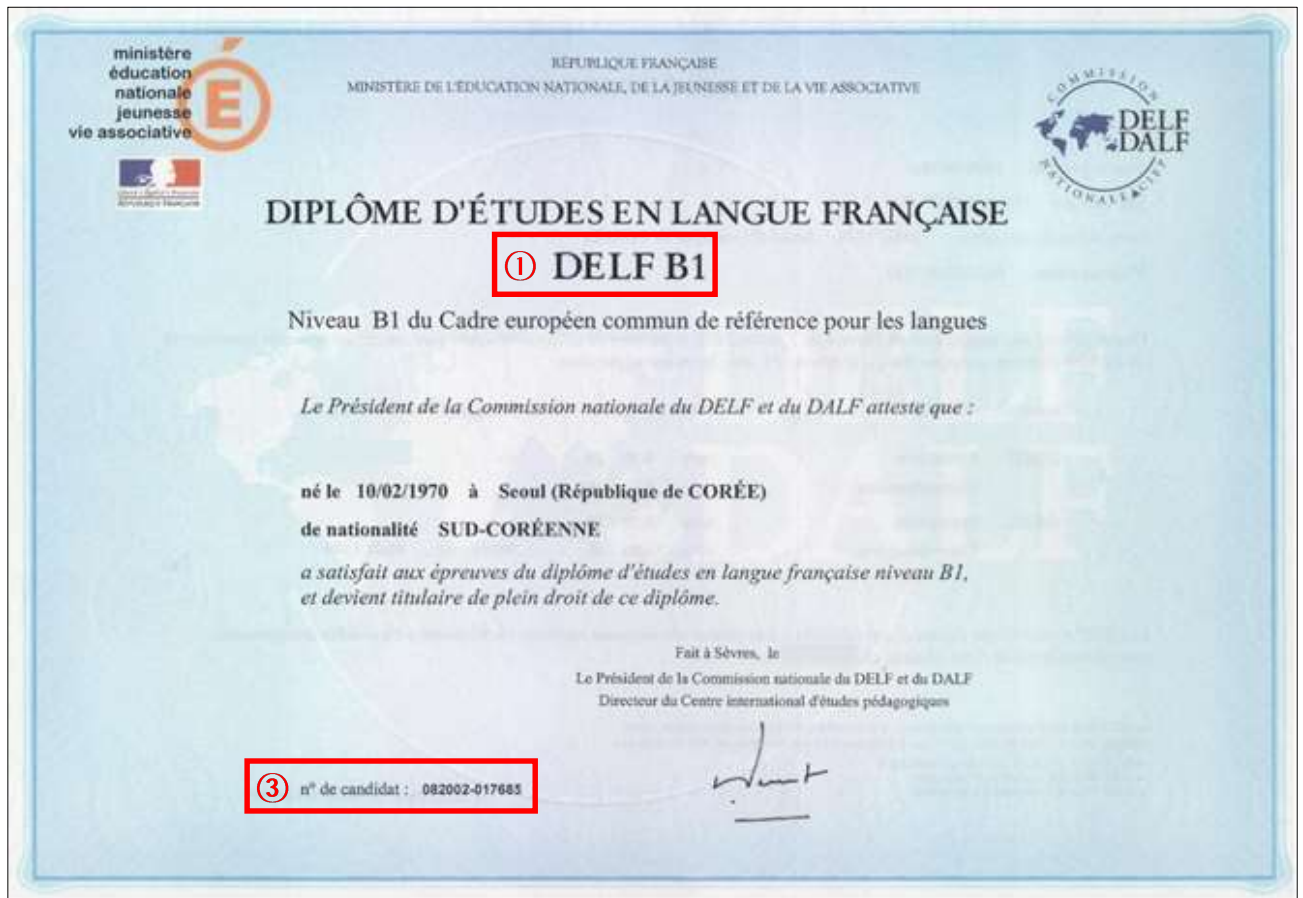 ministère
éducation
nationale
jeunesse
vie associative
RÉPUBLIQUE FRANÇAISE
MINISTÈRE DE L'ÉDUCATION NATIONALE, DE LA JEUNESSE ET DE LA VIE ASSOCIATIVE
COMMISSION
DELF
DALF
NATIONALE CIEP
DIPLÔME D'ÉTUDES EN LANGUE FRANÇAISE
① DELF B1
Niveau B1 du Cadre européen commun de référence pour les langues
Le Président de la Commission nationale du DELF et du DALF atteste que :
né le 10/02/1970 à Seoul (République de CORÉE)
de nationalité SUD-CORÉENNE
a satisfait aux épreuves du diplôme d'études en langue française niveau B1,
et devient titulaire de plein droit de ce diplôme.
Fait à Sèvres, le
Le Président de la Commission nationale du DELF et du DALF
Directeur du Centre international d'études pédagogiques
③ n° de candidat : 082002-017685